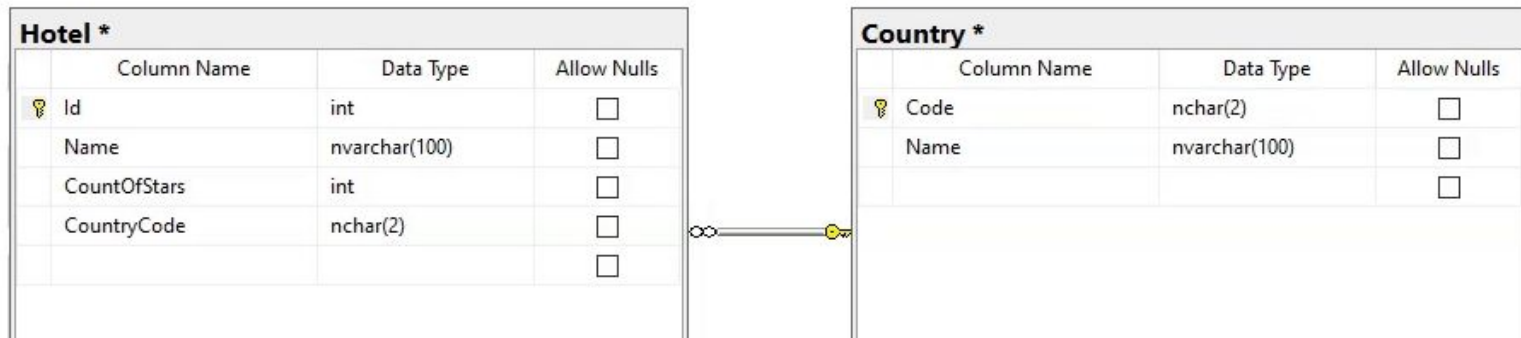 Hotel *
Column Name Data Type Allow Nulls
Id int
Name nvarchar(100)
CountOfStars int
CountryCode nchar(2)
Country *
Column Name Data Type Allow Nulls
Code nchar(2)
Name nvarchar(100)